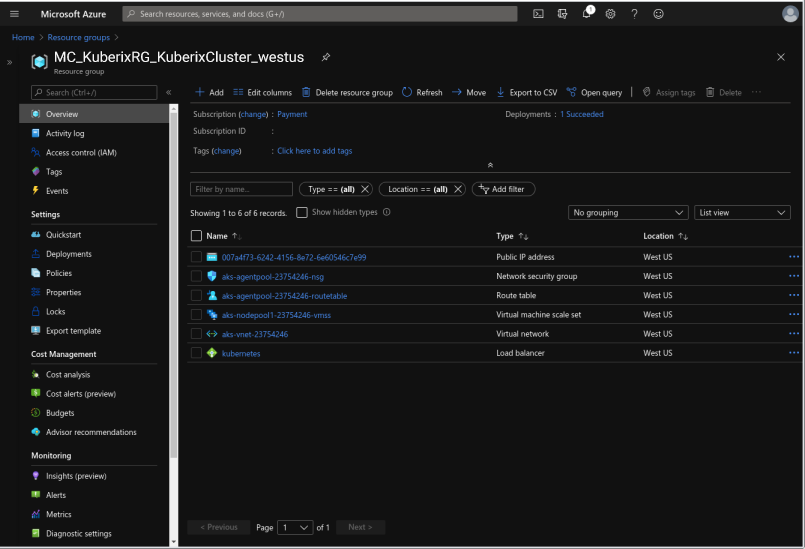 Microsoft Azure
Search resources, services, and docs (G+/)
Home > Resource groups >
MC_KuberixRG_KuberixCluster_westus
Resource group
Search (Ctrl+/)
Add Edit columns Delete resource group Refresh Move Export to CSV Open query Assign tags Delete ...
Overview
Activity log
Access control (IAM)
Tags
Events
Settings
Quickstart
Deployments
Policies
Properties
Locks
Export template
Cost Management
Cost analysis
Cost alerts (preview)
Budgets
Advisor recommendations
Monitoring
Insights (preview)
Alerts
Metrics
Diagnostic settings
Subscription (change) : Payment
Deployments : 1 Succeeded
Subscription ID :
Tags (change) : Click here to add tags
Filter by name...
Type == (all)
Location == (all)
Add filter
Showing 1 to 6 of 6 records.
Show hidden types
No grouping
List view
Name Type Location
007a4f73-6242-4156-8e72-6e60546c7e99 Public IP address West US
aks-agentpool-23754246-nsg Network security group West US
aks-agentpool-23754246-routetable Route table West US
aks-nodepool1-23754246-vmss Virtual machine scale set West US
aks-vnet-23754246 Virtual network West US
kubernetes Load balancer West US
< Previous Page 1 of 1 Next >